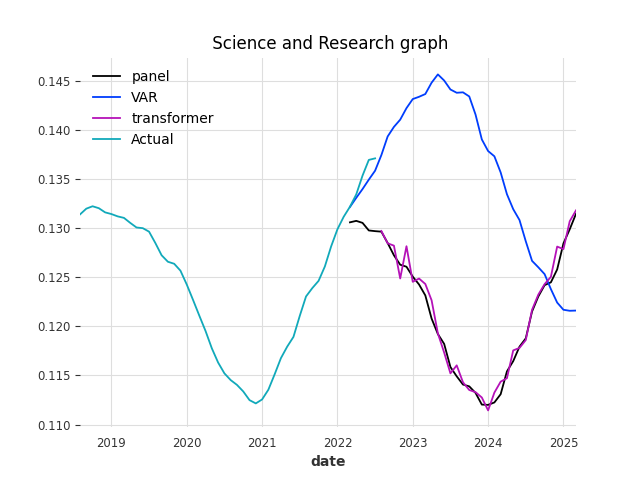 Science and Research graph
panel
VAR
transformer
Actual
0.145
0.140
0.135
0.130
0.125
0.120
0.115
0.110
2019 2020 2021 2022 2023 2024 2025
date